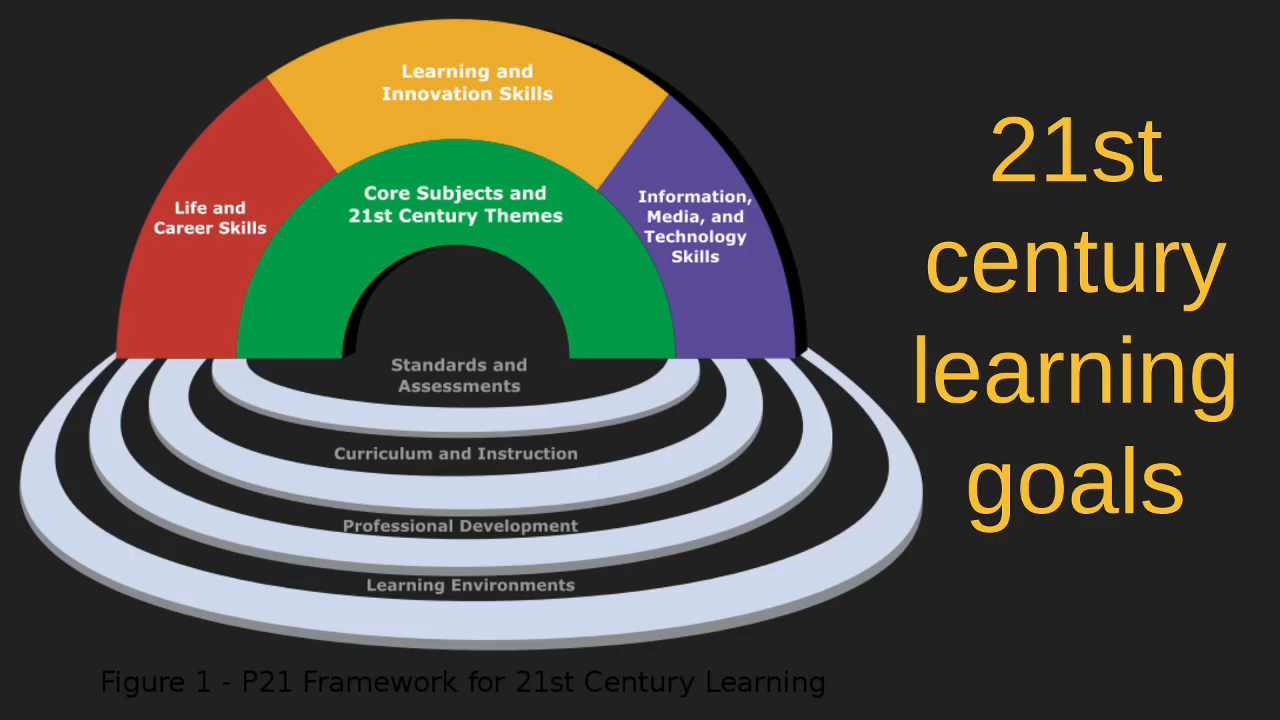 Learning and
Innovation Skills
Life and
Career Skills
Core Subjects and
21st Century Themes
Information,
Media, and
Technology
Skills
Standards and
Assessments
Curriculum and Instruction
Professional Development
Learning Environments
Figure 1 - P21 Framework for 21st Century Learning
21st
century
learning
goals